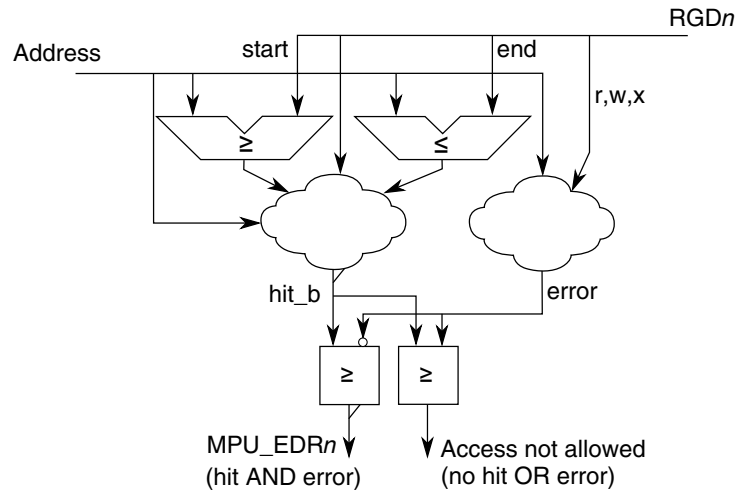 RGDn
Address
start
end
r,w,x
≥
≤
hit_b
error
≥
≥
MPU_EDRn
(hit AND error)
Access not allowed
(no hit OR error)